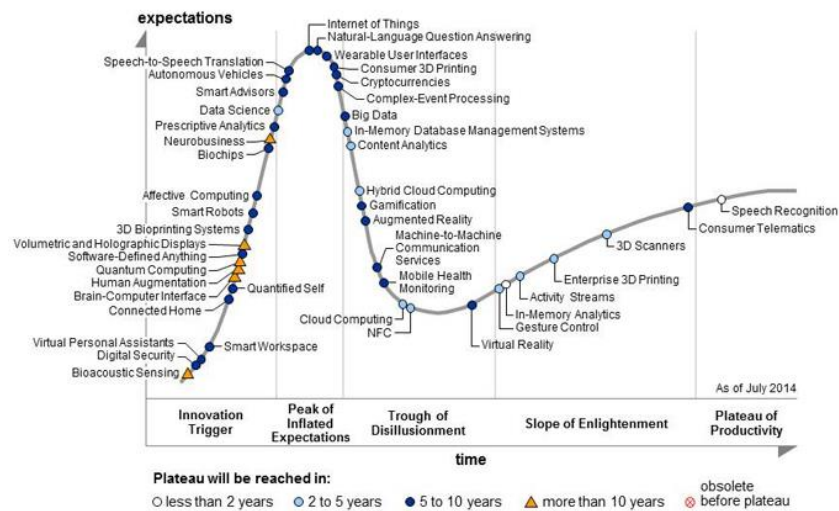 expectations
Internet of Things
Natural-Language Question Answering
Wearable User Interfaces
Speech-to-Speech Translation
Consumer 3D Printing
Autonomous Vehicles
Cryptocurrencies
Smart Advisors
Complex-Event Processing
Data Science
Big Data
Prescriptive Analytics
In-Memory Database Management Systems
Neurobusiness
Content Analytics
Biochips
Affective Computing
Hybrid Cloud Computing
Smart Robots
Gamification
Augmented Reality
3D Bioprinting Systems
Machine-to-Machine
Communication
Services
Volumetric and Holographic Displays
Software-Defined Anything
Quantum Computing
Human Augmentation
Mobile Health
Monitoring
Brain-Computer Interface
Quantified Self
Connected Home
Cloud Computing
NFC
Virtual Personal Assistants
Smart Workspace
Digital Security
Bioacoustic Sensing
Speech Recognition
Consumer Telematics
3D Scanners
Enterprise 3D Printing
Activity Streams
In-Memory Analytics
Gesture Control
Virtual Reality
As of July 2014
Innovation
Trigger
Peak of
Inflated
Expectations
Trough of
Disillusionment
Slope of Enlightenment
Plateau of
Productivity
time
Plateau will be reached in:
less than 2 years
2 to 5 years
5 to 10 years
more than 10 years
obsolete
before plateau